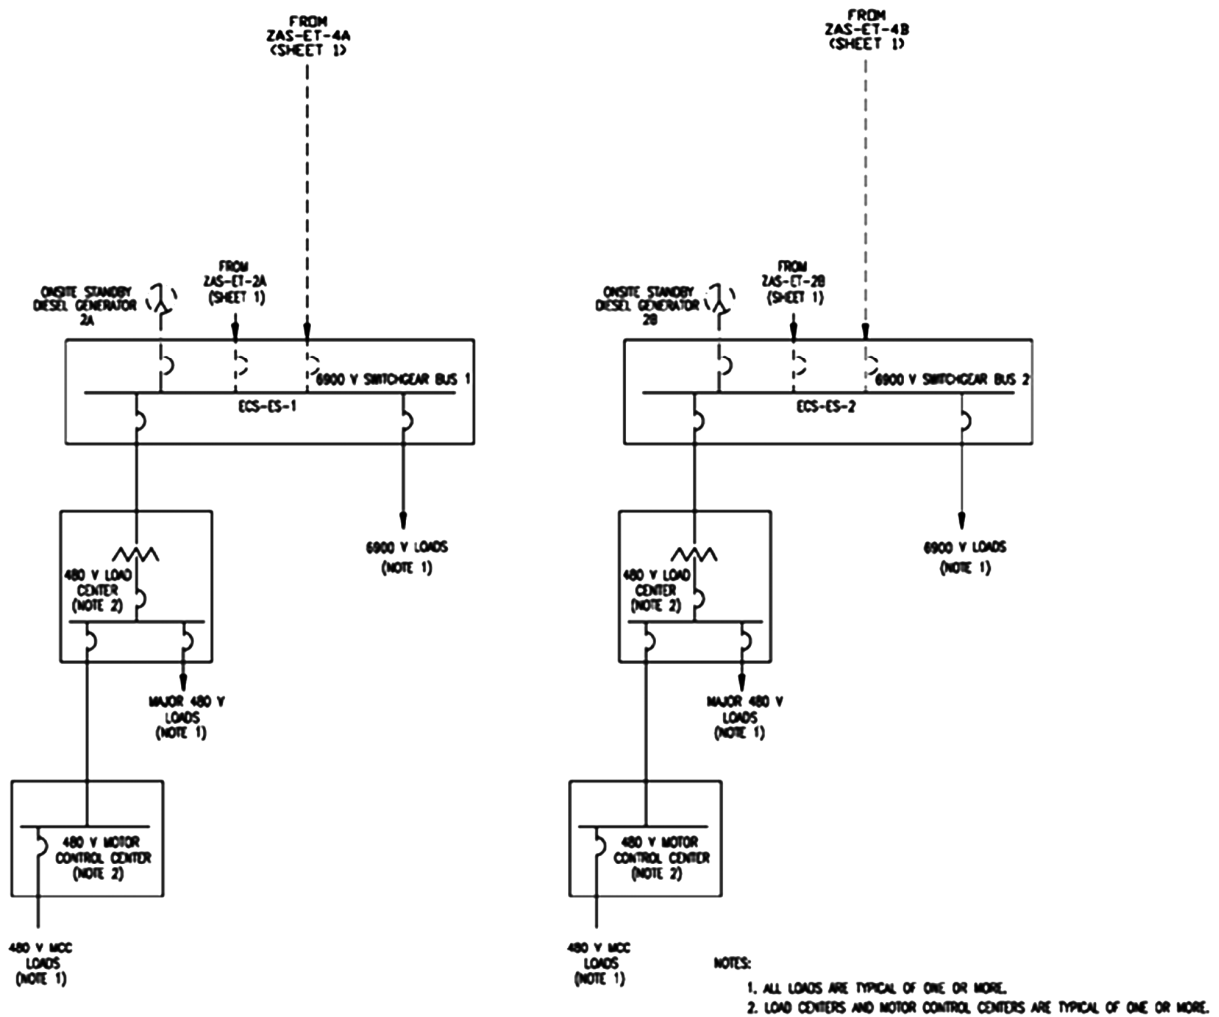 FROM
ZAS-ET-4A
(SHEET 1)
FROM
ZAS-ET-4B
(SHEET 1)
ONSITE STANDBY
DIESEL GENERATOR
2A
FROM
ZAS-ET-2A
(SHEET 1)
6900 V SWITCHGEAR BUS 1
ECS-ES-1
ONSITE STANDBY
DIESEL GENERATOR
2B
FROM
ZAS-ET-2B
(SHEET 1)
6900 V SWITCHGEAR BUS 2
ECS-ES-2
480 V LOAD
CENTER
(NOTE 2)
6900 V LOADS
(NOTE 1)
480 V LOAD
CENTER
(NOTE 2)
6900 V LOADS
(NOTE 1)
MAJOR 480 V
LOADS
(NOTE 1)
MAJOR 480 V
LOADS
(NOTE 1)
480 V MOTOR
CONTROL CENTER
(NOTE 2)
480 V MOTOR
CONTROL CENTER
(NOTE 2)
480 V MCC
LOADS
(NOTE 1)
480 V MCC
LOADS
(NOTE 1)
NOTES:
1. ALL LOADS ARE TYPICAL OF ONE OR MORE.
2. LOAD CENTERS AND MOTOR CONTROL CENTERS ARE TYPICAL OF ONE OR MORE.